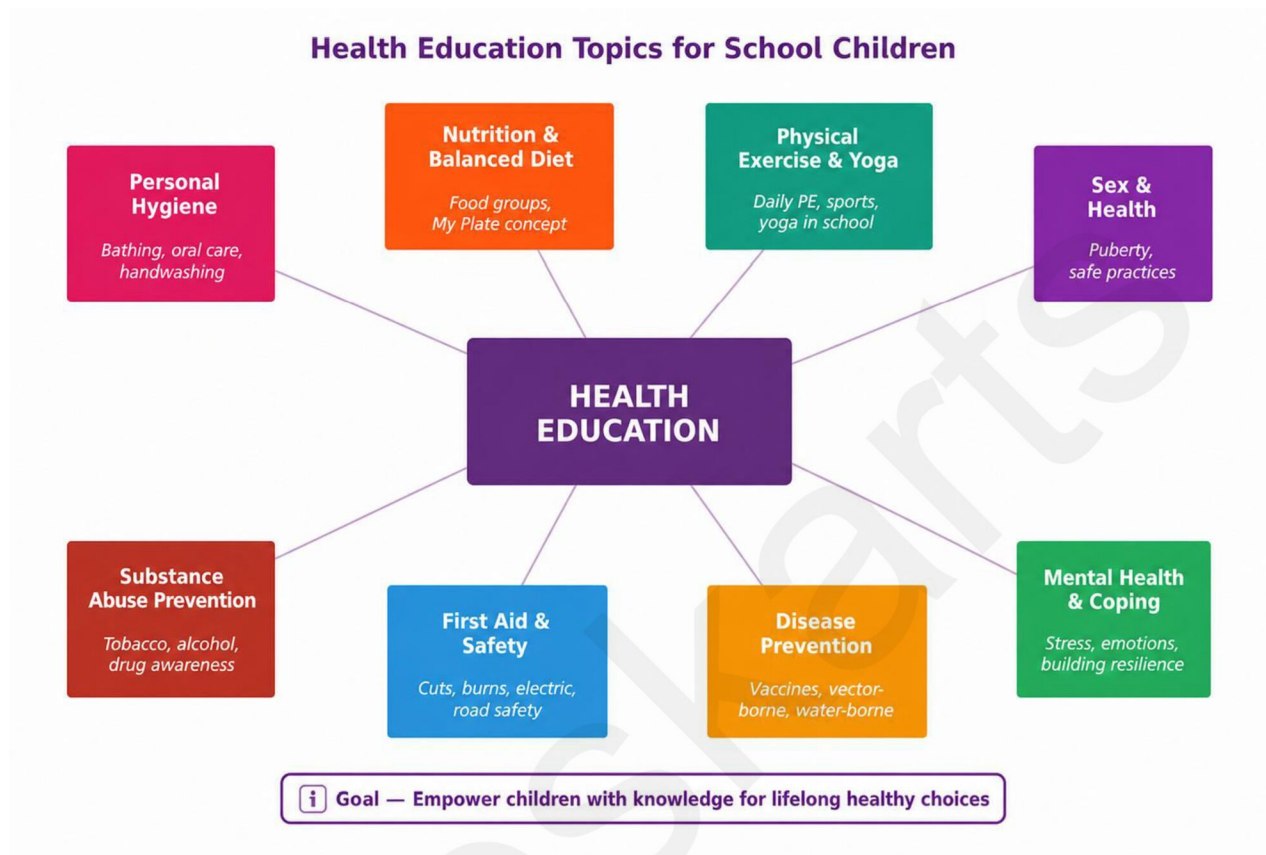 Health Education Topics for School Children
Personal
Hygiene
Bathing, oral care,
handwashing
Nutrition &
Balanced Diet
Food groups,
My Plate concept
Physical
Exercise & Yoga
Daily PE, sports,
yoga in school
Sex &
Health
Puberty,
safe practices
HEALTH
EDUCATION
Substance
Abuse Prevention
Tobacco, alcohol,
drug awareness
First Aid &
Safety
Cuts, burns, electric,
road safety
Disease
Prevention
Vaccines, vector-
borne, water-borne
Mental Health
& Coping
Stress, emotions,
building resilience
i Goal — Empower children with knowledge for lifelong healthy choices